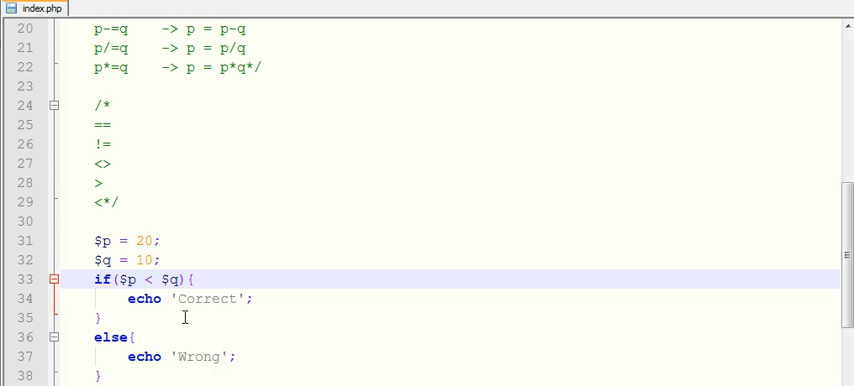 index.php
20 p-=q -> p = p-q
21 p/=q -> p = p/q
22 p*=q -> p = p*q*/
23
24 /*
25 ==
26 !=
27 <>
28 >
29 <*/
30
31 $p = 20;
32 $q = 10;
33 if($p < $q){
34 echo 'Correct';
35 }
36 else{
37 echo 'Wrong';
38 }